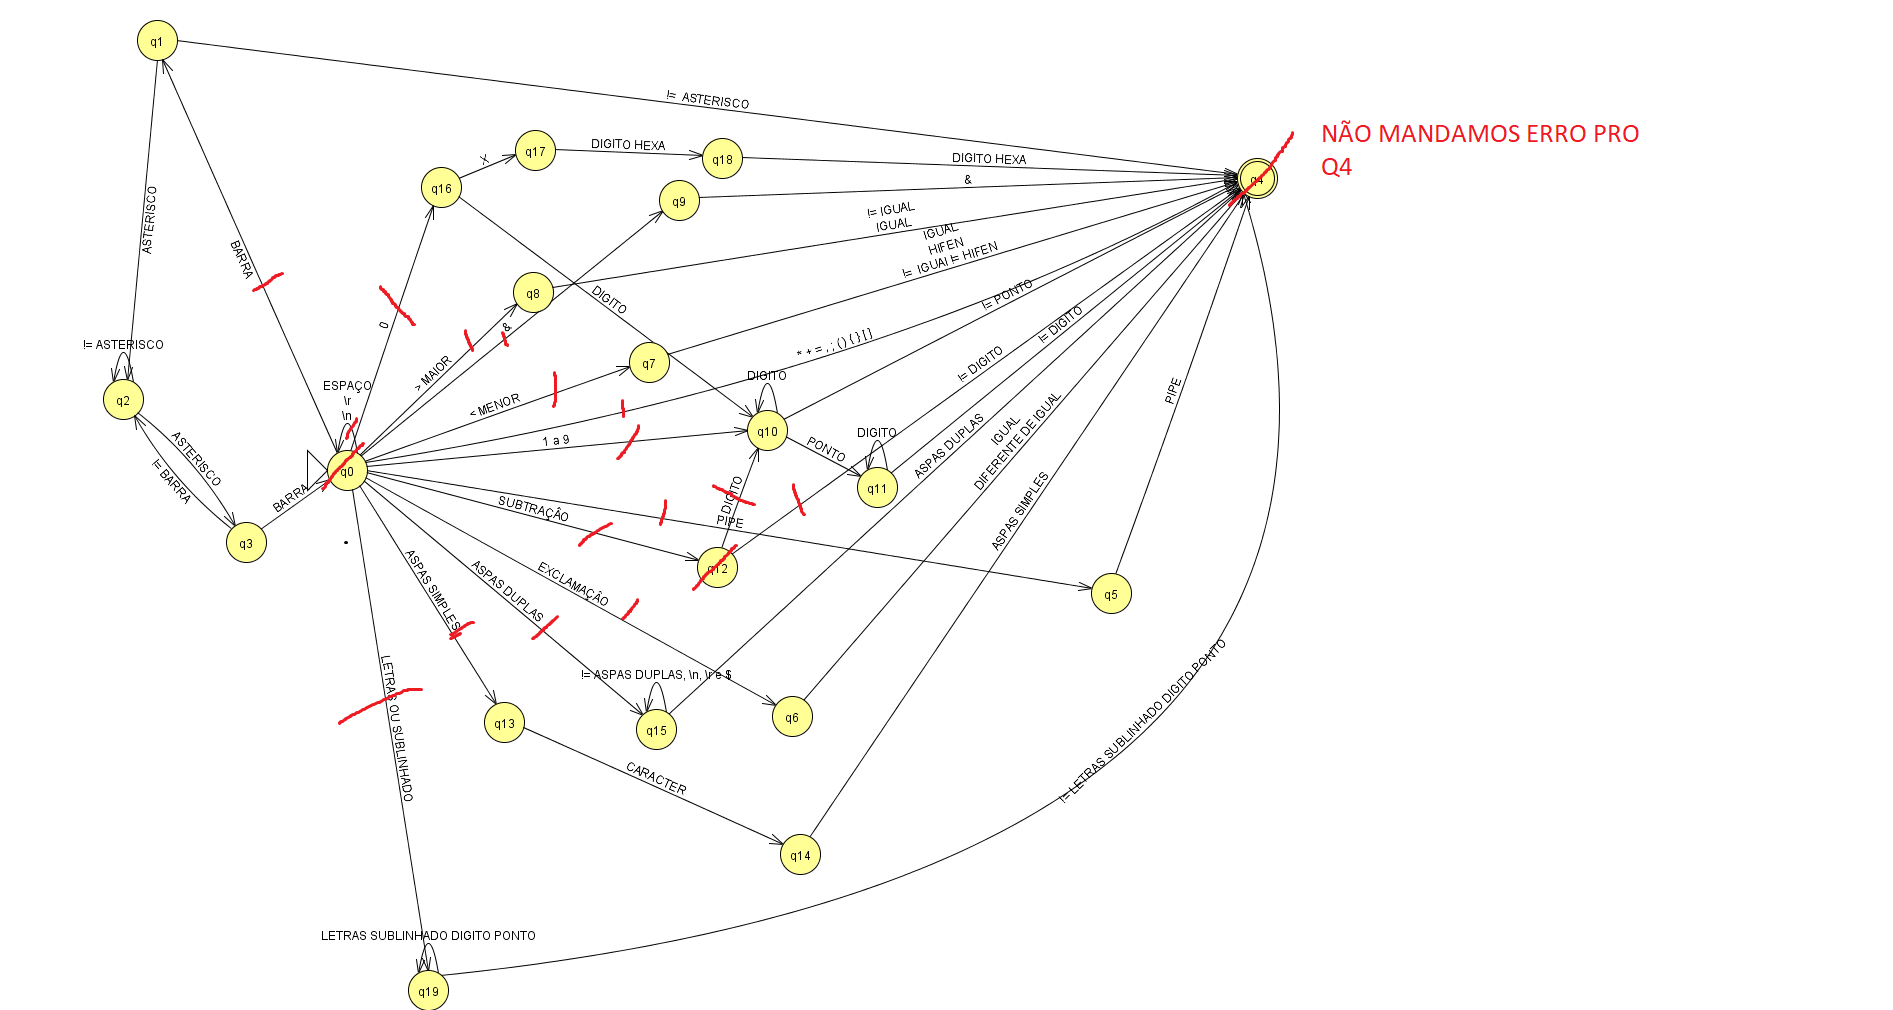 q1
!= ASTERISCO
NÃO MANDAMOS ERRO PRO
Q4
q17
DIGITO HEXA
q18
DIGITO HEXA
X
q16
q9
&
q4
ASTERISCO
BARRA
!= IGUAL
IGUAL
IGUAL
HIFEN
!= IGUAL != HIFEN
q8
DIGITO
0
&
!= PONTO
!= DIGITO
> MAIOR
* + = , ; ( ) { } [ ]
!= ASTERISCO
q7
!= DIGITO
DIGITO
ESPAÇO
\r
\n
q2
< MENOR
PIPE
1 a 9
q10
DIGITO
PONTO
ASPAS DUPLAS
IGUAL
DIFERENTE DE IGUAL
ASTERISCO
!= BARRA
q0
BARRA
q11
SUBTRAÇÂO
DIGITO
PIPE
ASPAS SIMPLES
q3
q12
q5
ASPAS SIMPLES
ASPAS DUPLAS
EXCLAMAÇÂO
LETRAS OU SUBLINHADO
!= ASPAS DUPLAS, \n, \r e $
!= LETRAS SUBLINHADO DIGITO PONTO
q13
q15
q6
CARACTER
q14
LETRAS SUBLINHADO DIGITO PONTO
q19